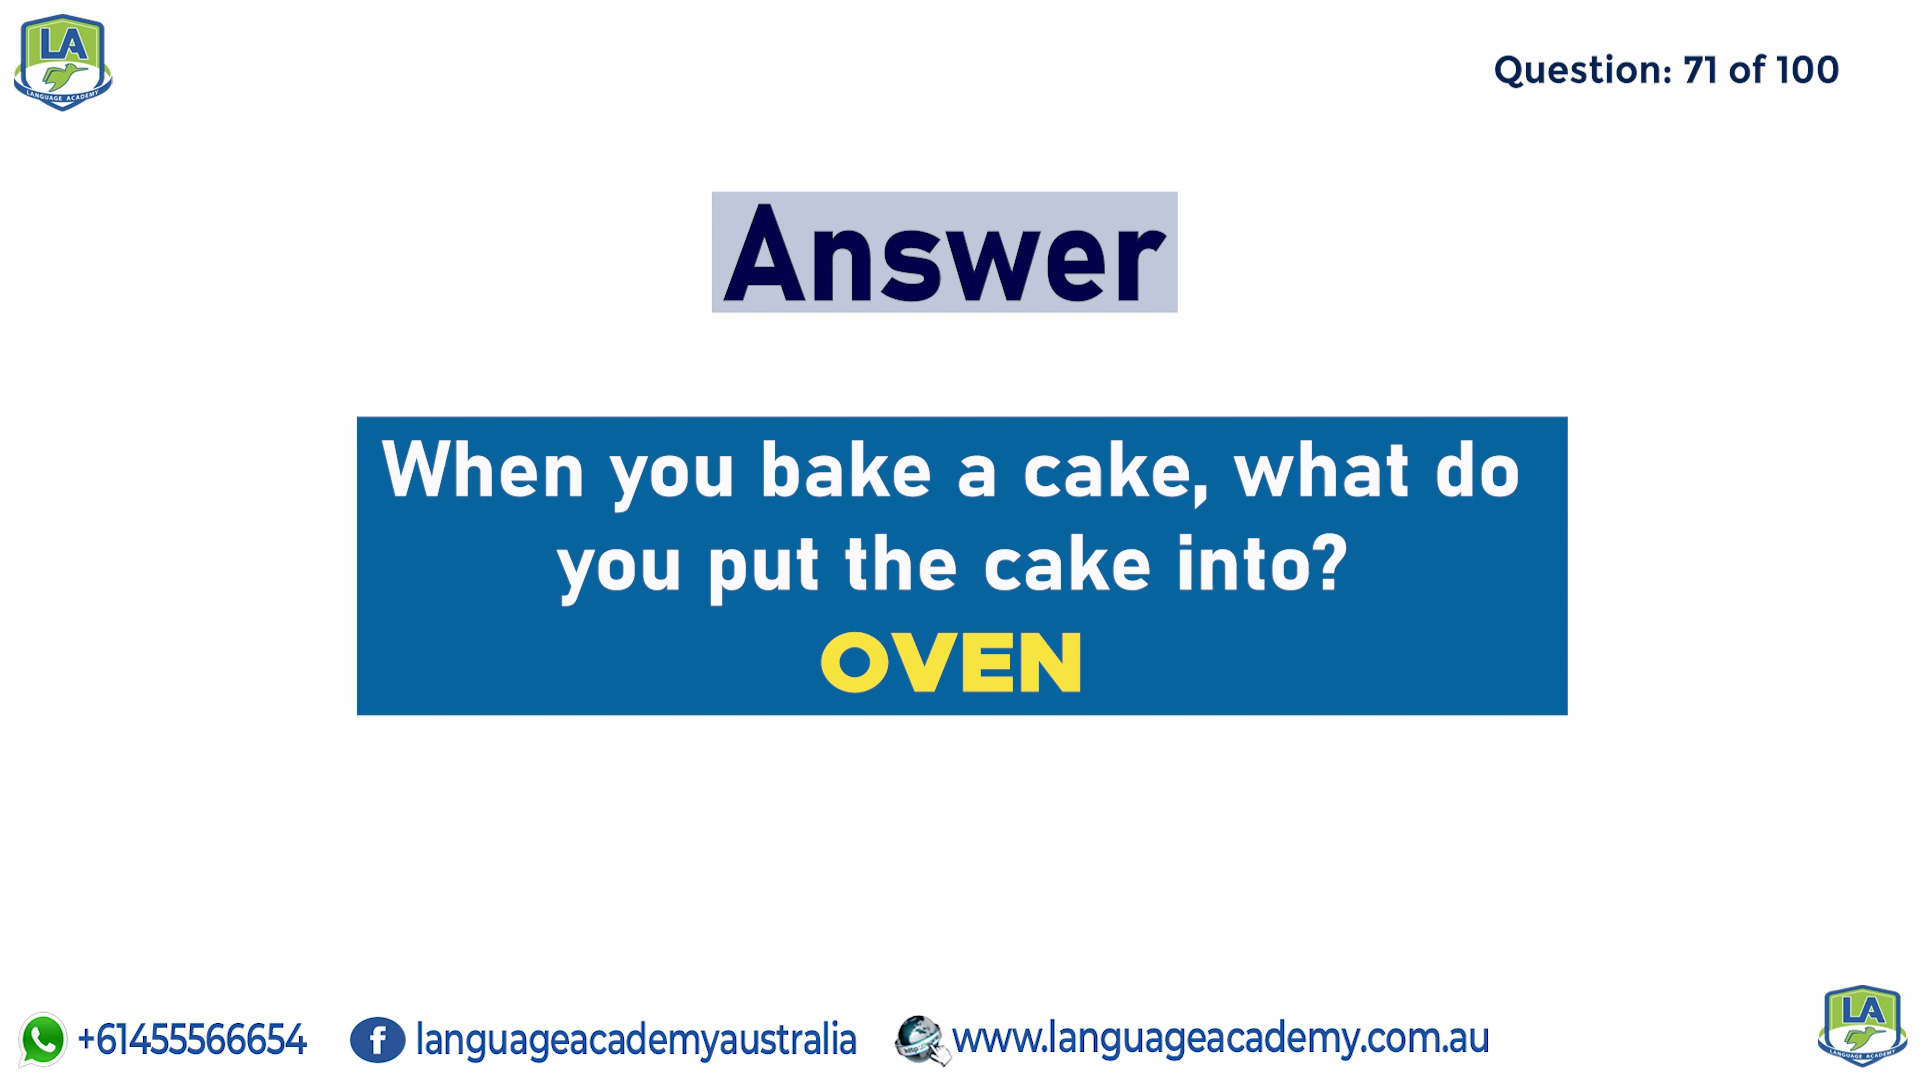 LA
LANGUAGE ACADEMY
Question: 71 of 100
Answer
When you bake a cake, what do
you put the cake into?
OVEN
+61455566654
languageacademyaustralia
http
www.languageacademy.com.au
LA
LANGUAGE ACADEMY